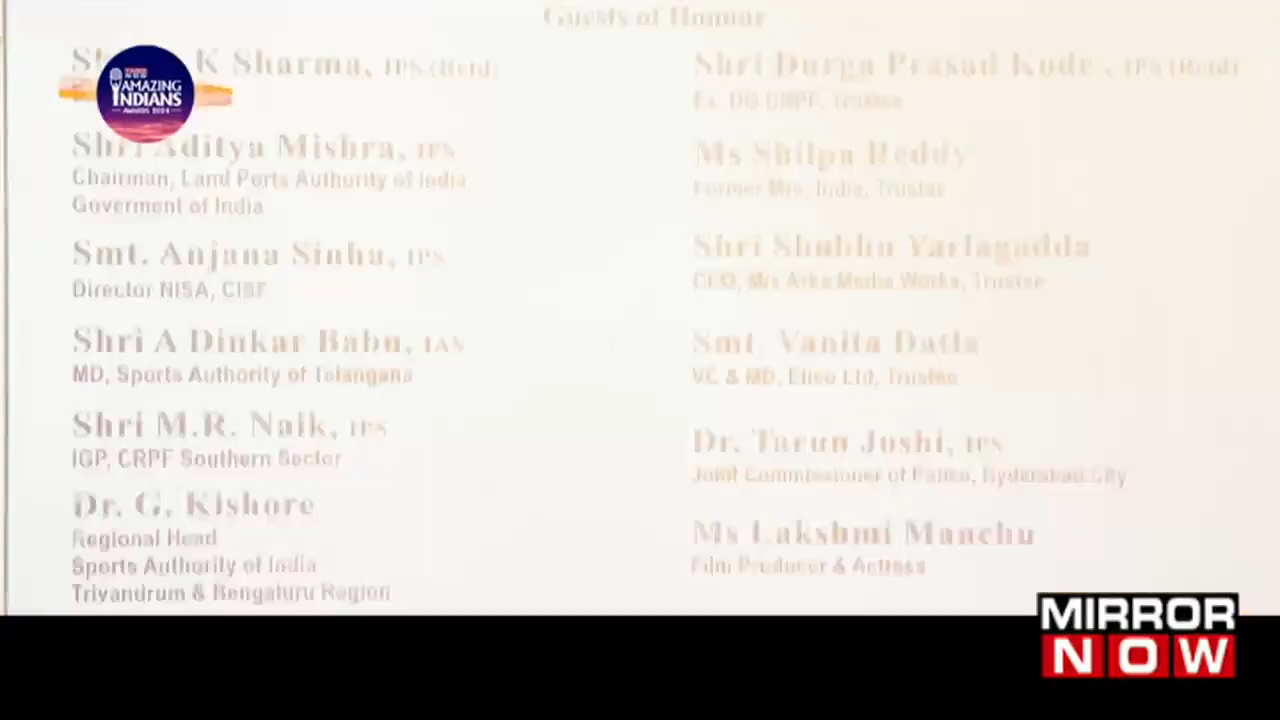 Guests of Honour
K Sharma, IPS (Retd)
Shri Aditya Mishra, IPS
Chairman, Land Ports Authority of India
Goverment of India
Smt. Anjana Sinha, IPS
Director NISA, CISF
Shri A Dinkar Babu, IAS
MD, Sports Authority of Telangana
Shri M.R. Naik, IPS
IGP, CRPF Southern Sector
Dr. G. Kishore
Regional Head
Sports Authority of India
Trivandrum & Bengaluru Region
Shri Durga Prasad Kode, IPS (Retd)
Ex. DG CRPF, Trustee
Ms Shilpa Reddy
Former Mrs. India, Trustee
Shri Shobhu Yarlagadda
CEO, M/s Arka Media Works, Trustee
Smt. Vanita Datla
VC & MD, Elico Ltd, Trustee
Dr. Tarun Joshi, IPS
Joint Commissioner of Police, Hyderabad City
Ms Lakshmi Manchu
Film Producer & Actress
TIMES
NOW
AMAZING
INDIANS
AWARDS 2024
MIRROR
NOW